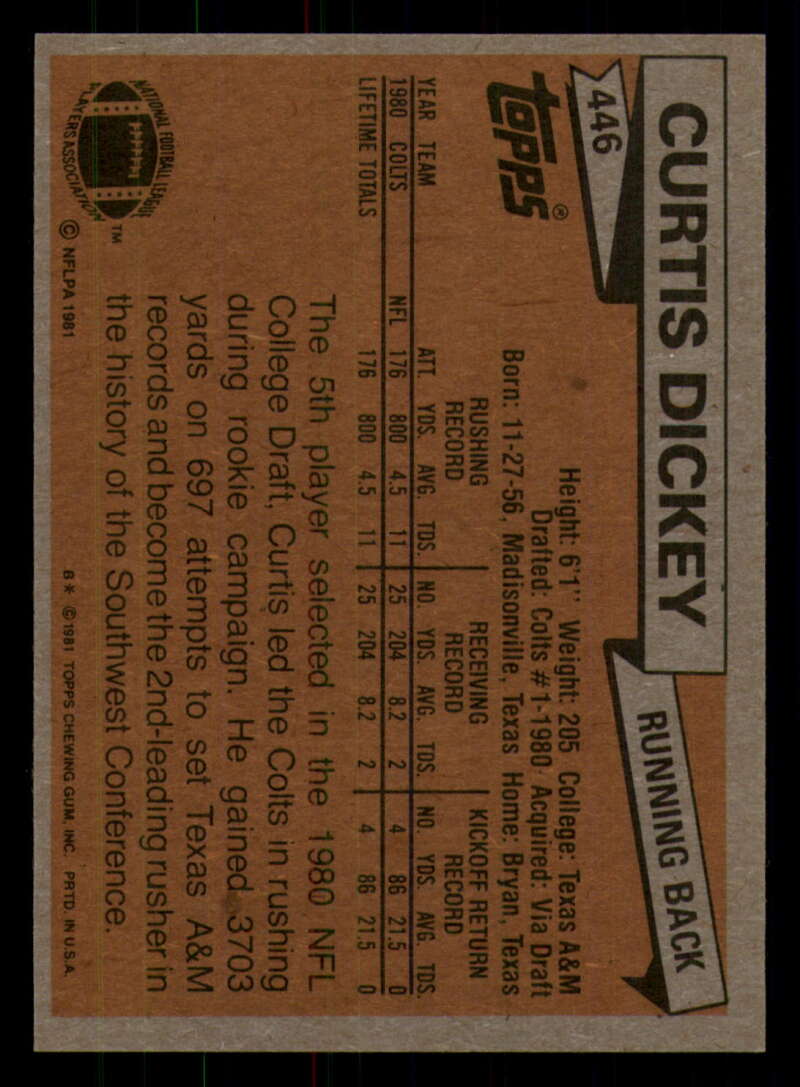 446
CURTIS DICKEY
RUNNING BACK
Topps®
Height: 6'1" Weight: 205 College: Texas A&M
Drafted: Colts #1-1980 Acquired: Via Draft
Born: 11-27-56, Madisonville, Texas Home: Bryan, Texas
RUSHING RECORD RECEIVING RECORD KICKOFF RETURN RECORD
YEAR TEAM ATT. YDS. AVG. TDS. NO. YDS. AVG. TDS. NO. YDS. AVG. TDS.
1980 COLTS NFL 176 800 4.5 11 25 204 8.2 2 4 86 21.5 0
LIFETIME TOTALS 176 800 4.5 11 25 204 8.2 2 4 86 21.5 0
The 5th player selected in the 1980 NFL
College Draft, Curtis led the Colts in rushing
during rookie campaign. He gained 3703
yards on 697 attempts to set Texas A&M
records and become the 2nd-leading rusher in
the history of the Southwest Conference.
NATIONAL FOOTBALL LEAGUE
PLAYERS ASSOCIATION
™
© NFLPA 1981
B* ©1981 TOPPS CHEWING GUM, INC. PRTD. IN U.S.A.